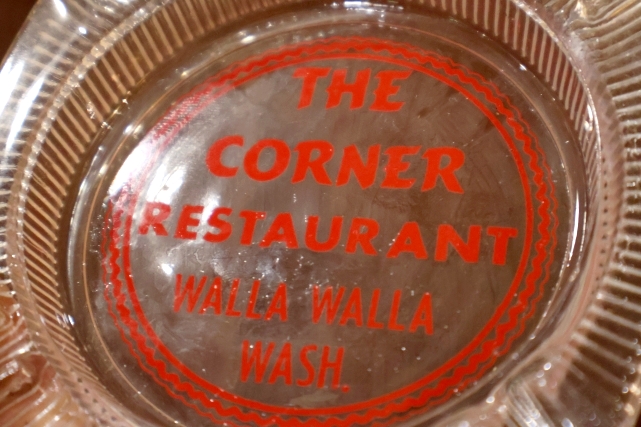 THE
CORNER
RESTAURANT
WALLA WALLA
WASH.